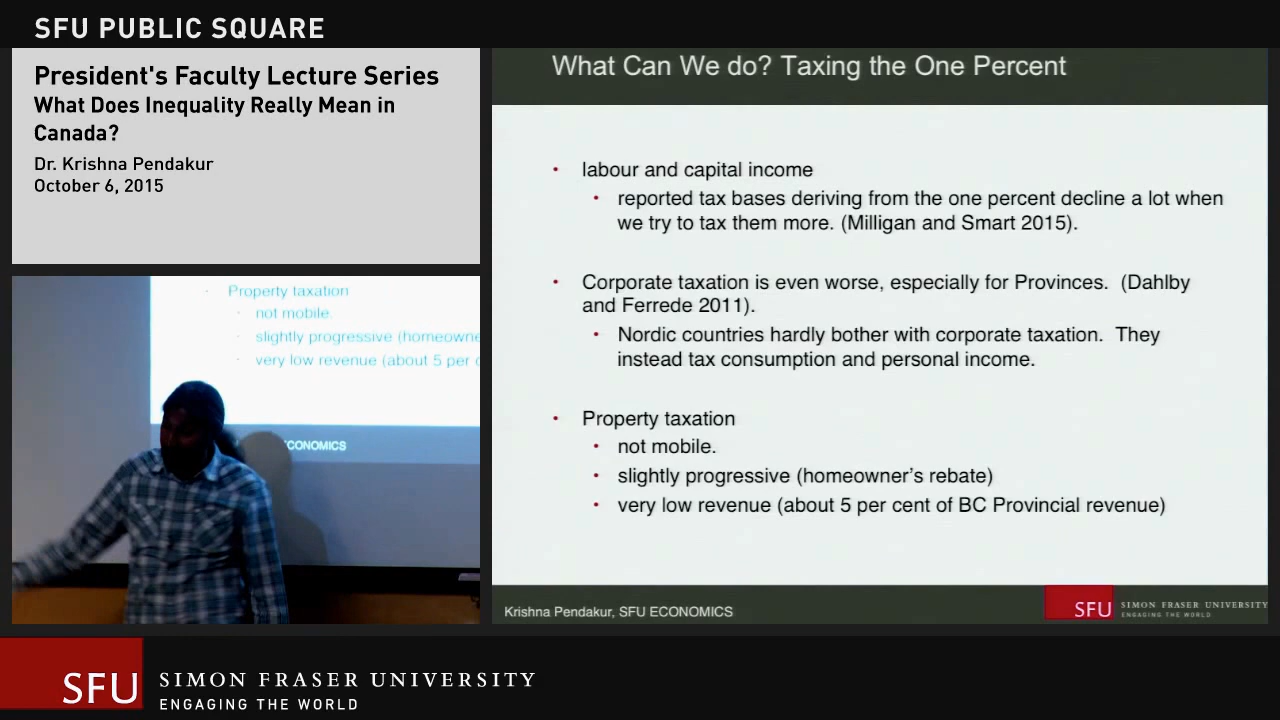 SFU PUBLIC SQUARE
President's Faculty Lecture Series
What Does Inequality Really Mean in
Canada?
Dr. Krishna Pendakur
October 6, 2015
Property taxation
not mobile.
slightly progressive (homeowne
very low revenue (about 5 per c
ECONOMICS
What Can We do? Taxing the One Percent
• labour and capital income
• reported tax bases deriving from the one percent decline a lot when
we try to tax them more. (Milligan and Smart 2015).
• Corporate taxation is even worse, especially for Provinces. (Dahlby
and Ferrede 2011).
• Nordic countries hardly bother with corporate taxation. They
instead tax consumption and personal income.
• Property taxation
• not mobile.
• slightly progressive (homeowner's rebate)
• very low revenue (about 5 per cent of BC Provincial revenue)
Krishna Pendakur, SFU ECONOMICS
SFU SIMON FRASER UNIVERSITY
ENGAGING THE WORLD
SFU SIMON FRASER UNIVERSITY
ENGAGING THE WORLD